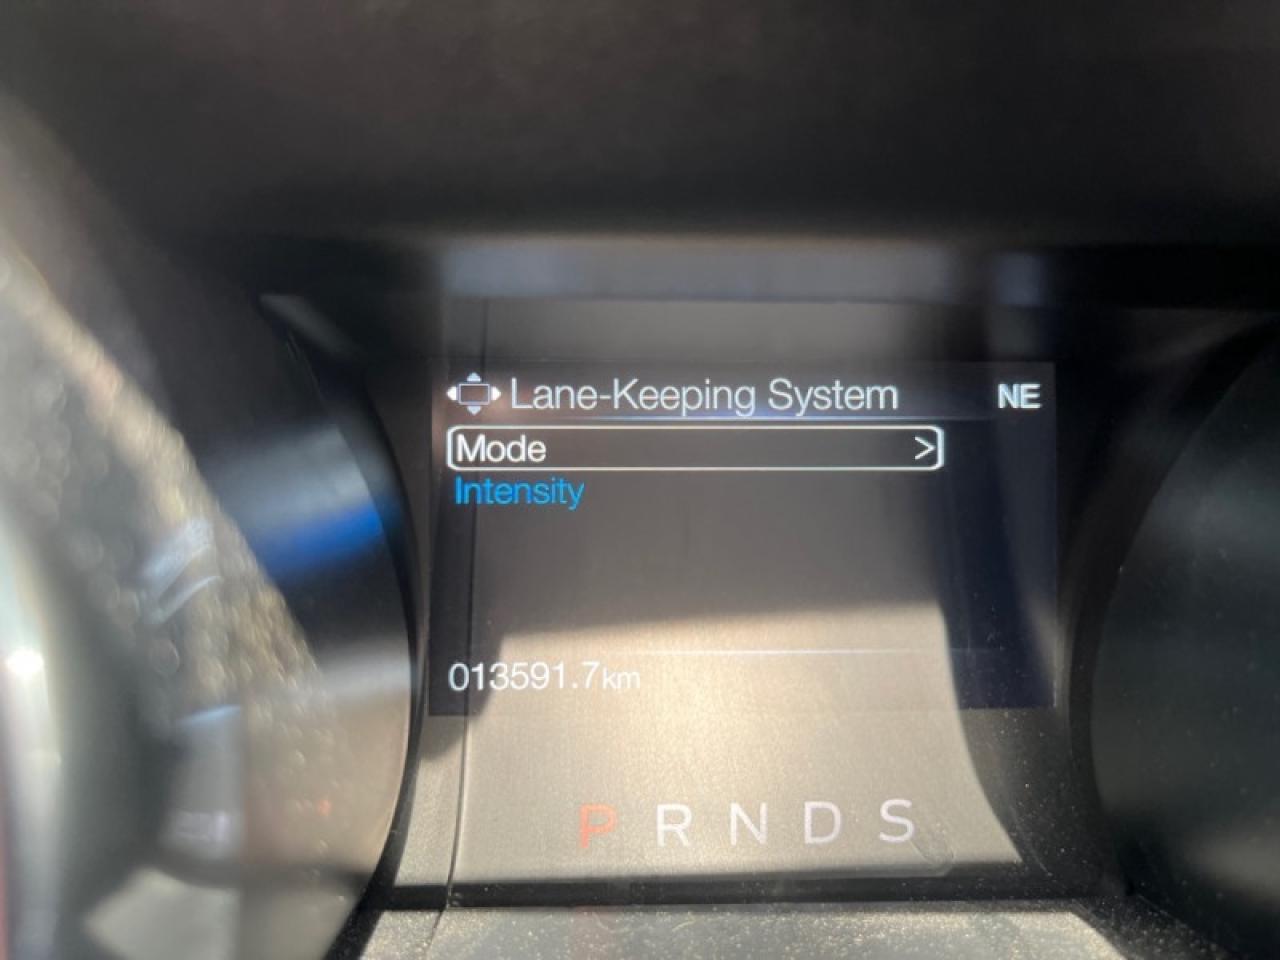 Lane-Keeping System NE
Mode >
Intensity
013591.7km
P R N D S